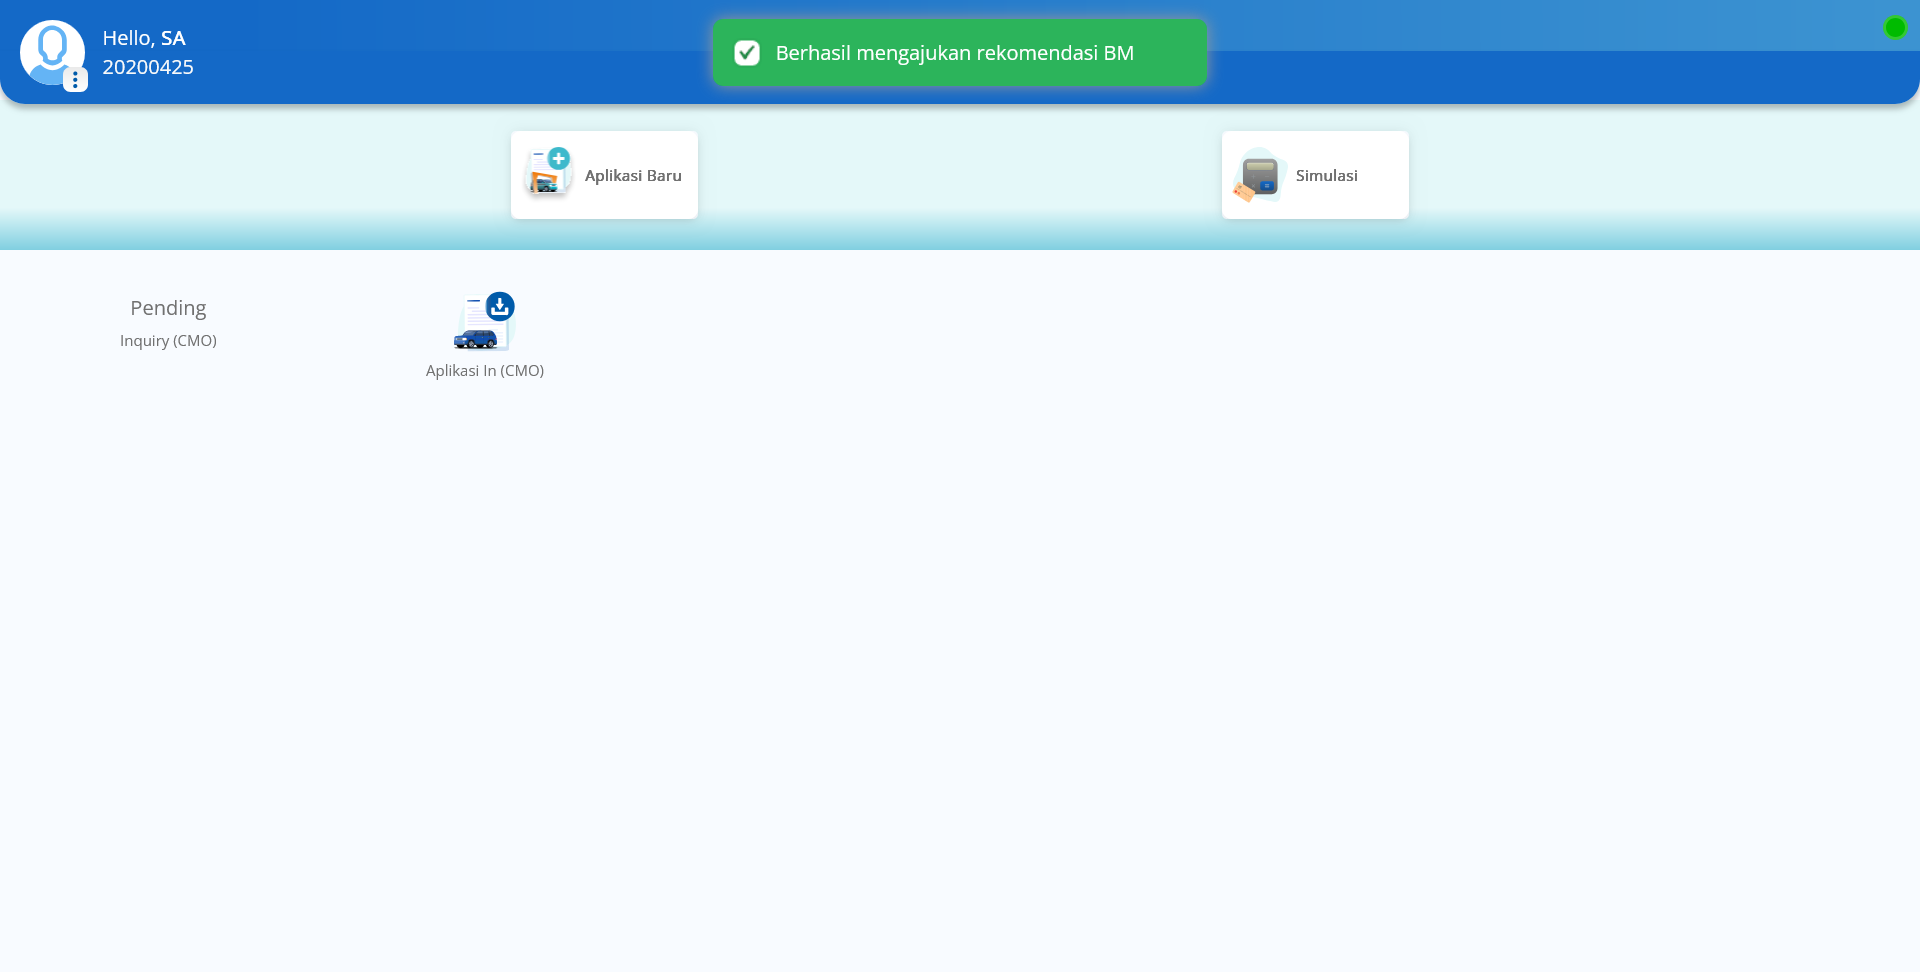 Hello, SA
20200425
Berhasil mengajukan rekomendasi BM
Aplikasi Baru
Simulasi
Pending
Inquiry (CMO)
Aplikasi In (CMO)